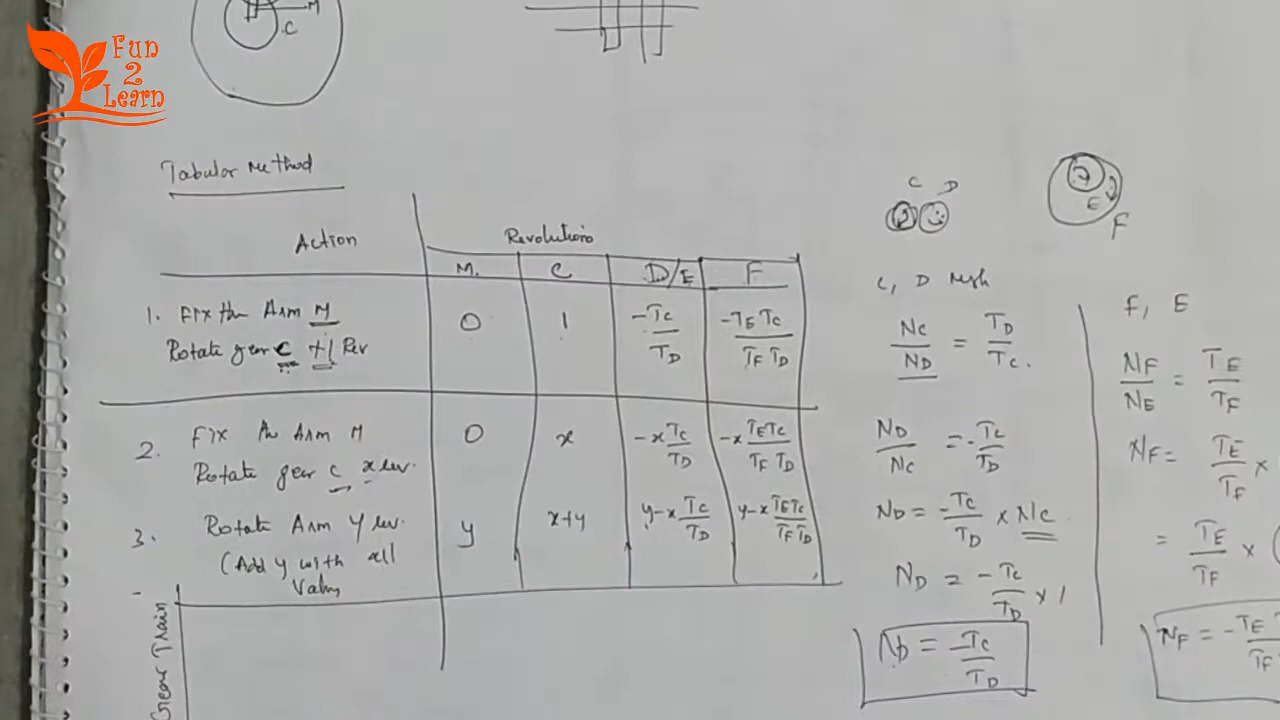 Fun
2
Learn
M
C
Tabular Method
Action
Revolutions
M. C D/E F
1. Fix the Arm M
Rotate gear C +1 Rev
0 1 -TC/TD -TE TC/TF TD
2. Fix the Arm M
Rotate gear C x rev.
0 x -x TC/TD -x TE TC/TF TD
3. Rotate Arm Y rev.
(Add y with all
Values
y x+y y-x TC/TD y-x TE TC/TF TD
Gear Train
C D
E
F
C, D mesh
NC/ND = TD/TC.
ND/NC = -TC/TD
ND = -TC/TD × NC
ND = -TC/TD × 1
ND = -TC/TD
F, E
NF/NE = TE/TF
NF = TE/TF ×
= TE/TF × (
NF = -TE T
TF